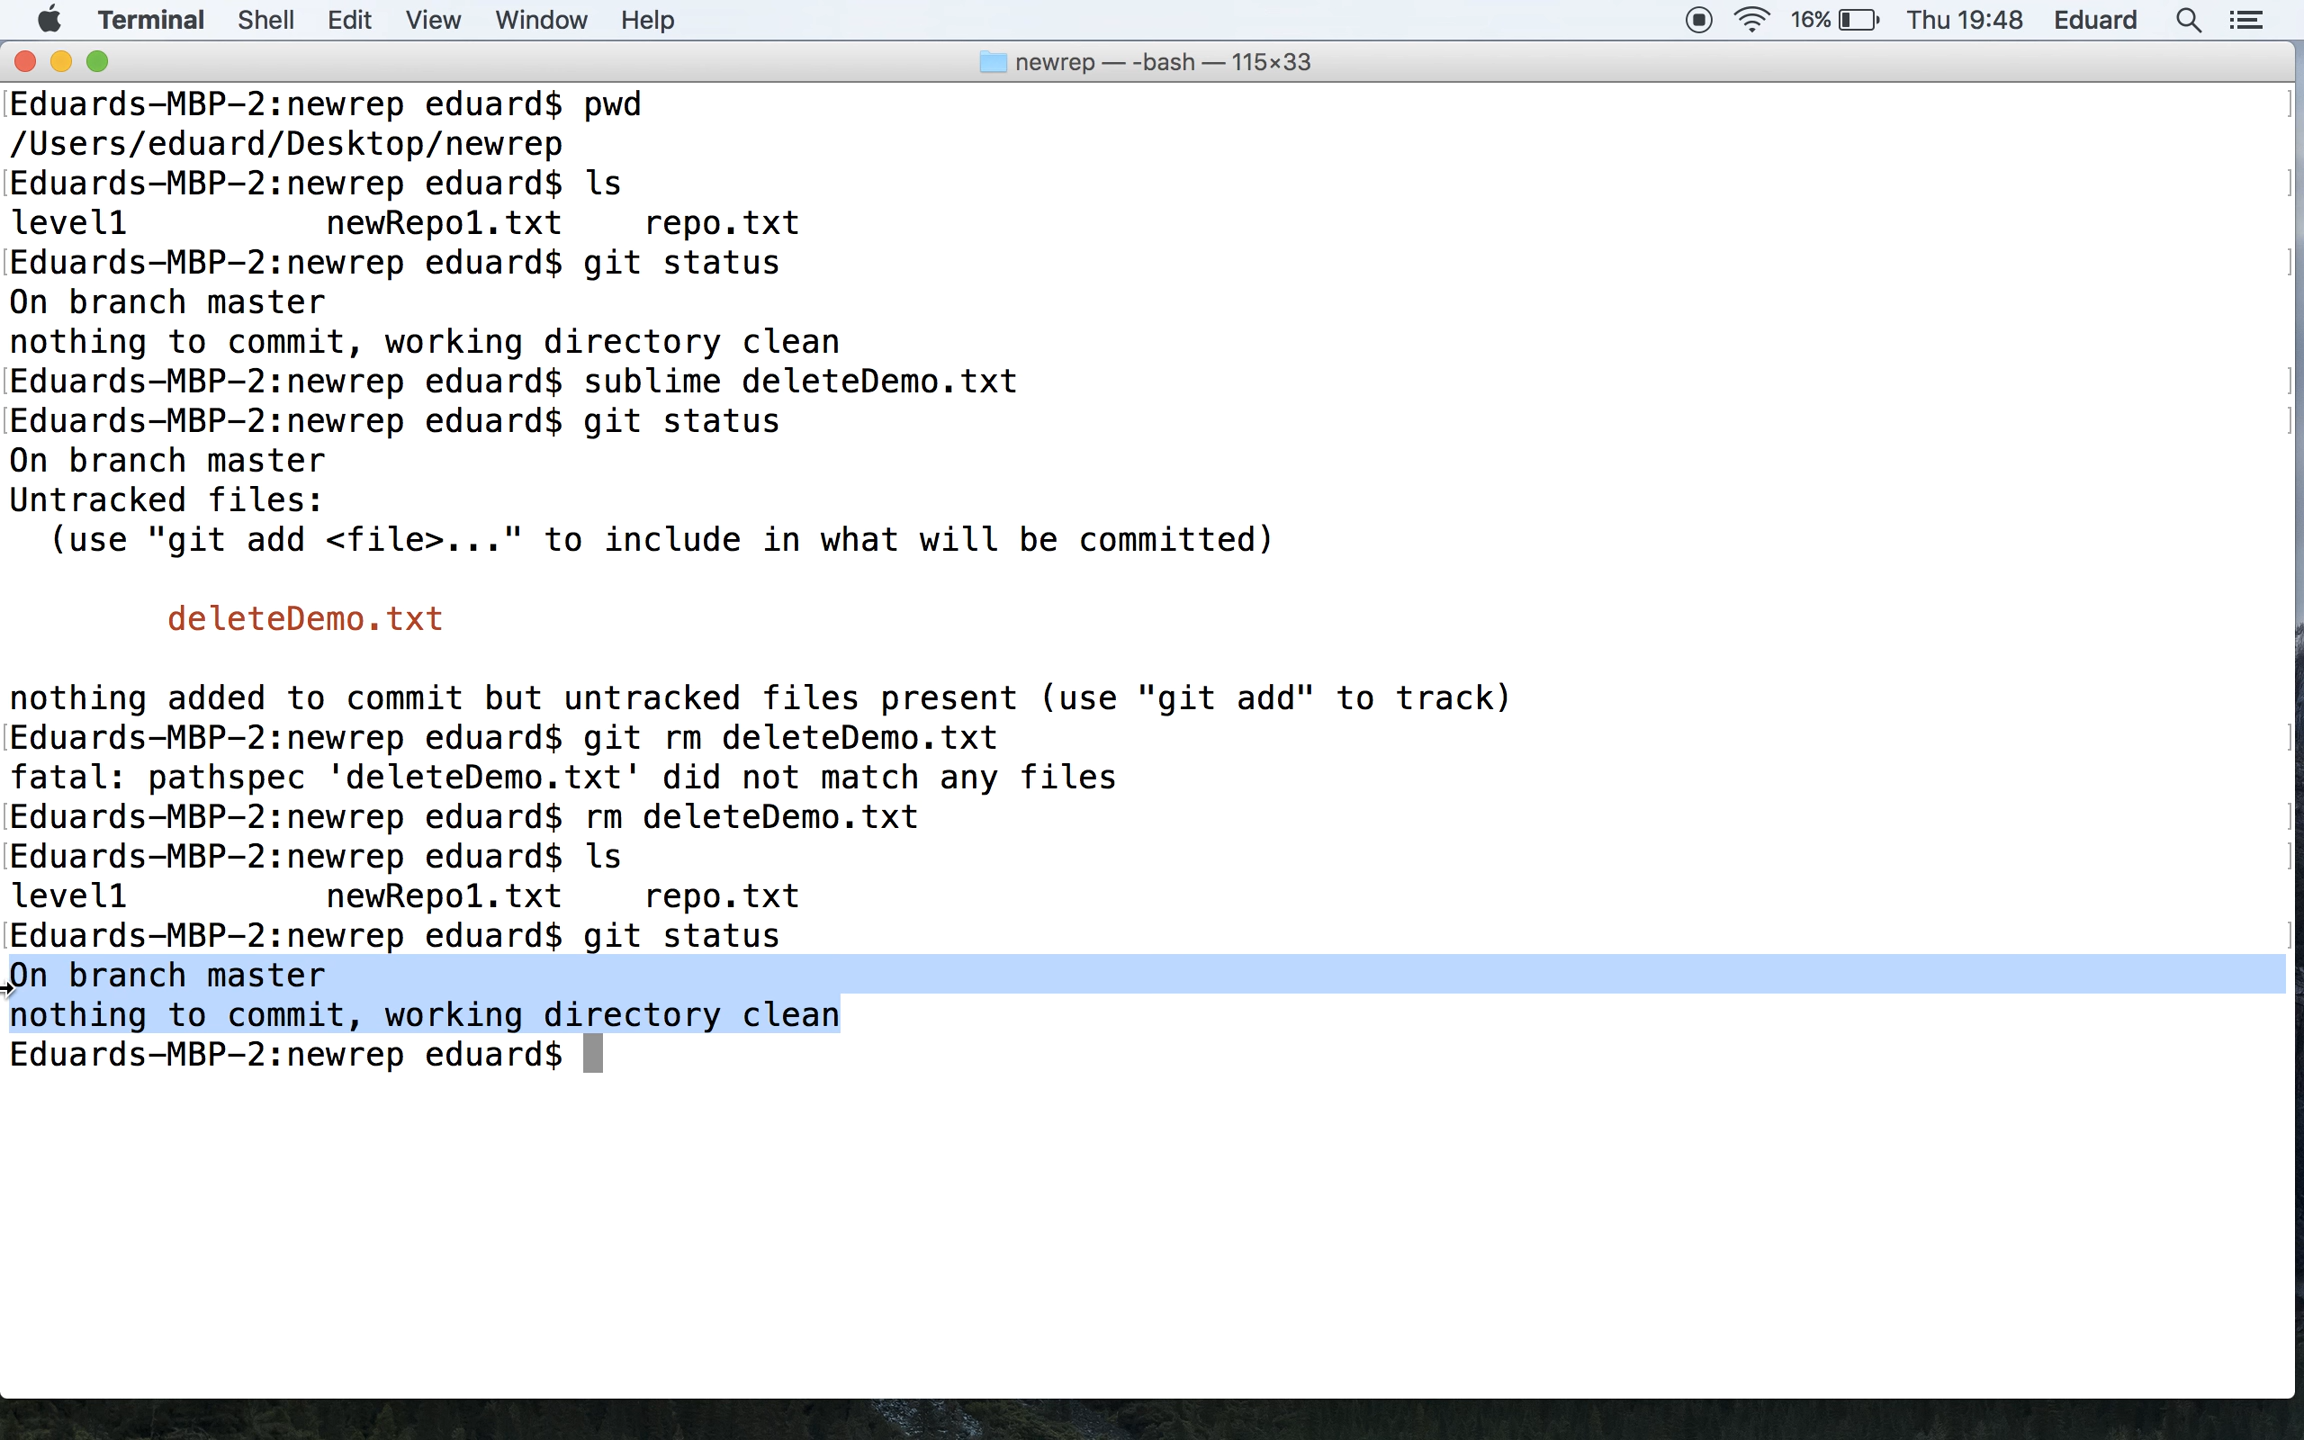 Terminal Shell Edit View Window Help 16% Thu 19:48 Eduard
newrep — -bash — 115×33
Eduards-MBP-2:newrep eduard$ pwd
/Users/eduard/Desktop/newrep
Eduards-MBP-2:newrep eduard$ ls
level1 newRepo1.txt repo.txt
Eduards-MBP-2:newrep eduard$ git status
On branch master
nothing to commit, working directory clean
Eduards-MBP-2:newrep eduard$ sublime deleteDemo.txt
Eduards-MBP-2:newrep eduard$ git status
On branch master
Untracked files:
(use "git add <file>..." to include in what will be committed)
deleteDemo.txt
nothing added to commit but untracked files present (use "git add" to track)
Eduards-MBP-2:newrep eduard$ git rm deleteDemo.txt
fatal: pathspec 'deleteDemo.txt' did not match any files
Eduards-MBP-2:newrep eduard$ rm deleteDemo.txt
Eduards-MBP-2:newrep eduard$ ls
level1 newRepo1.txt repo.txt
Eduards-MBP-2:newrep eduard$ git status
On branch master
nothing to commit, working directory clean
Eduards-MBP-2:newrep eduard$